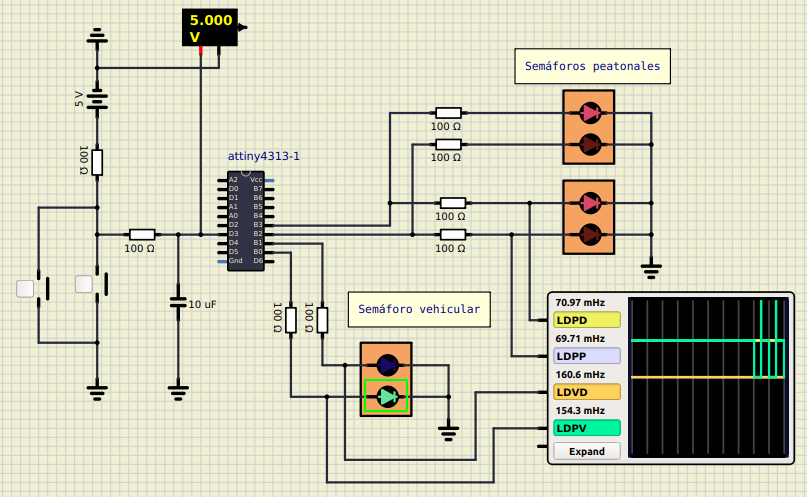 5.000
V
Semáforos peatonales
5 V
100 Ω
100 Ω
attiny4313-1
100 Ω
A2
D0
D1
A1
A0
D2
D3
D4
D5
Gnd
Vcc
B7
B6
B5
B4
B3
B2
B1
B0
D6
100 Ω
100 Ω
100 Ω
10 uF
100 Ω
100 Ω
Semáforo vehicular
70.97 mHz
LDPD
69.71 mHz
LDPP
160.6 mHz
LDVD
154.3 mHz
LDPV
Expand